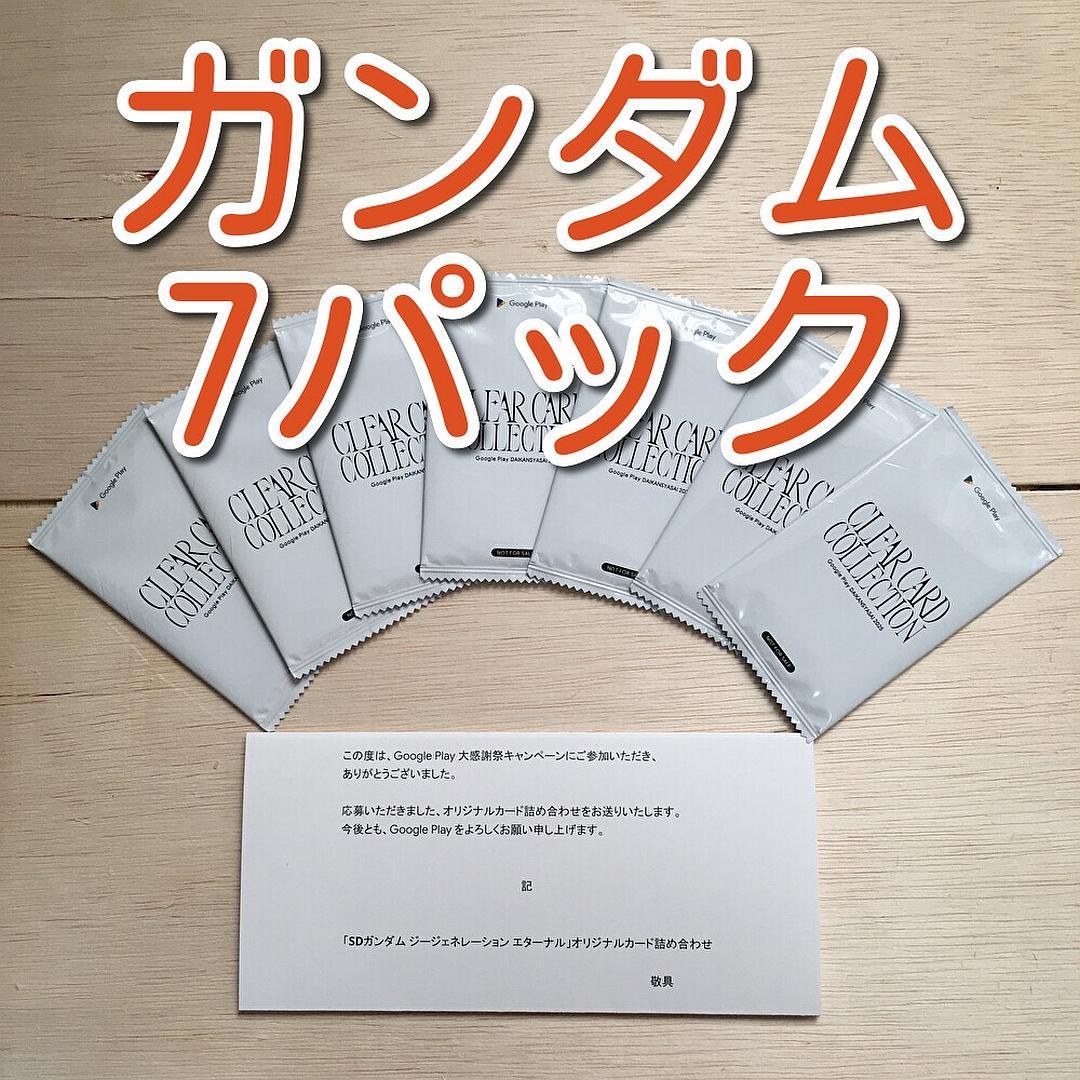 ガンダム
7パック
Google Play
CLEAR CARD
COLLECTION
Google Play DAIKANSYASAI 2025
NOT FOR SALE
この度は、Google Play 大感謝祭キャンペーンにご参加いただき、
ありがとうございました。
応募いただきました、オリジナルカード詰め合わせをお送りいたします。
今後とも、Google Play をよろしくお願い申し上げます。
記
「SDガンダム ジージェネレーション エターナル」オリジナルカード詰め合わせ
敬具